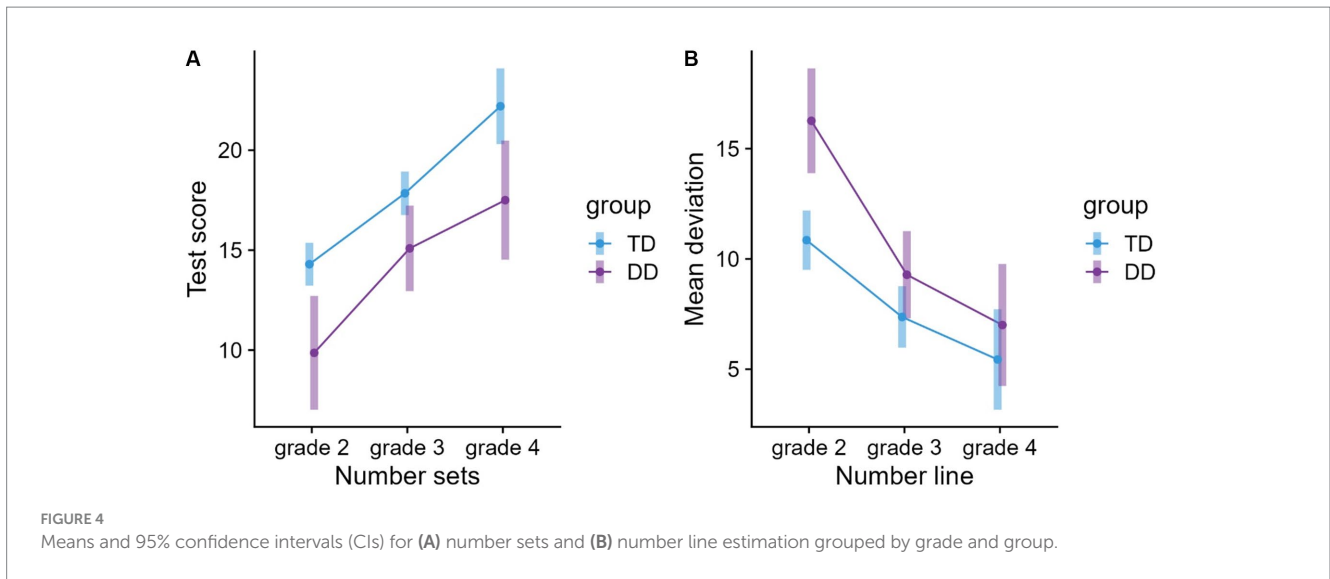 A
Test score
20
15
10
grade 2 grade 3 grade 4
Number sets
group
TD
DD
B
Mean deviation
15
10
5
grade 2 grade 3 grade 4
Number line
group
TD
DD
FIGURE 4
Means and 95% confidence intervals (CIs) for (A) number sets and (B) number line estimation grouped by grade and group.